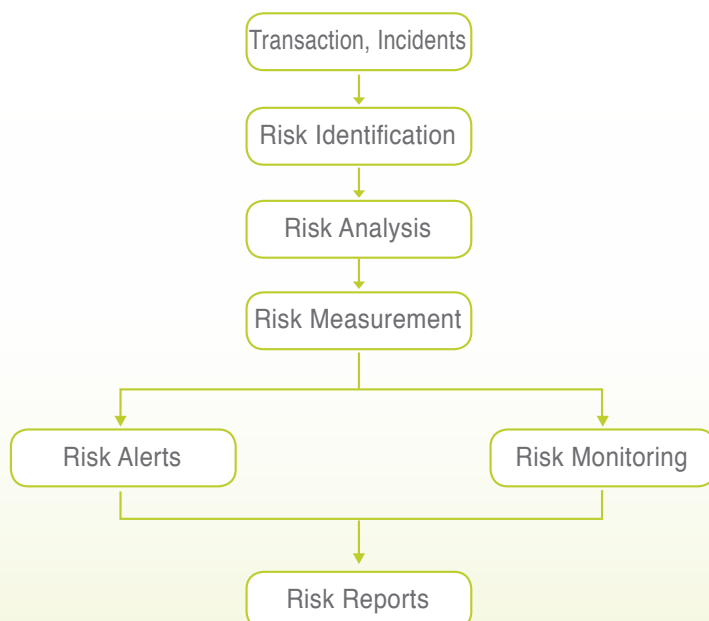 Transaction, Incidents
Risk Identification
Risk Analysis
Risk Measurement
Risk Alerts
Risk Monitoring
Risk Reports